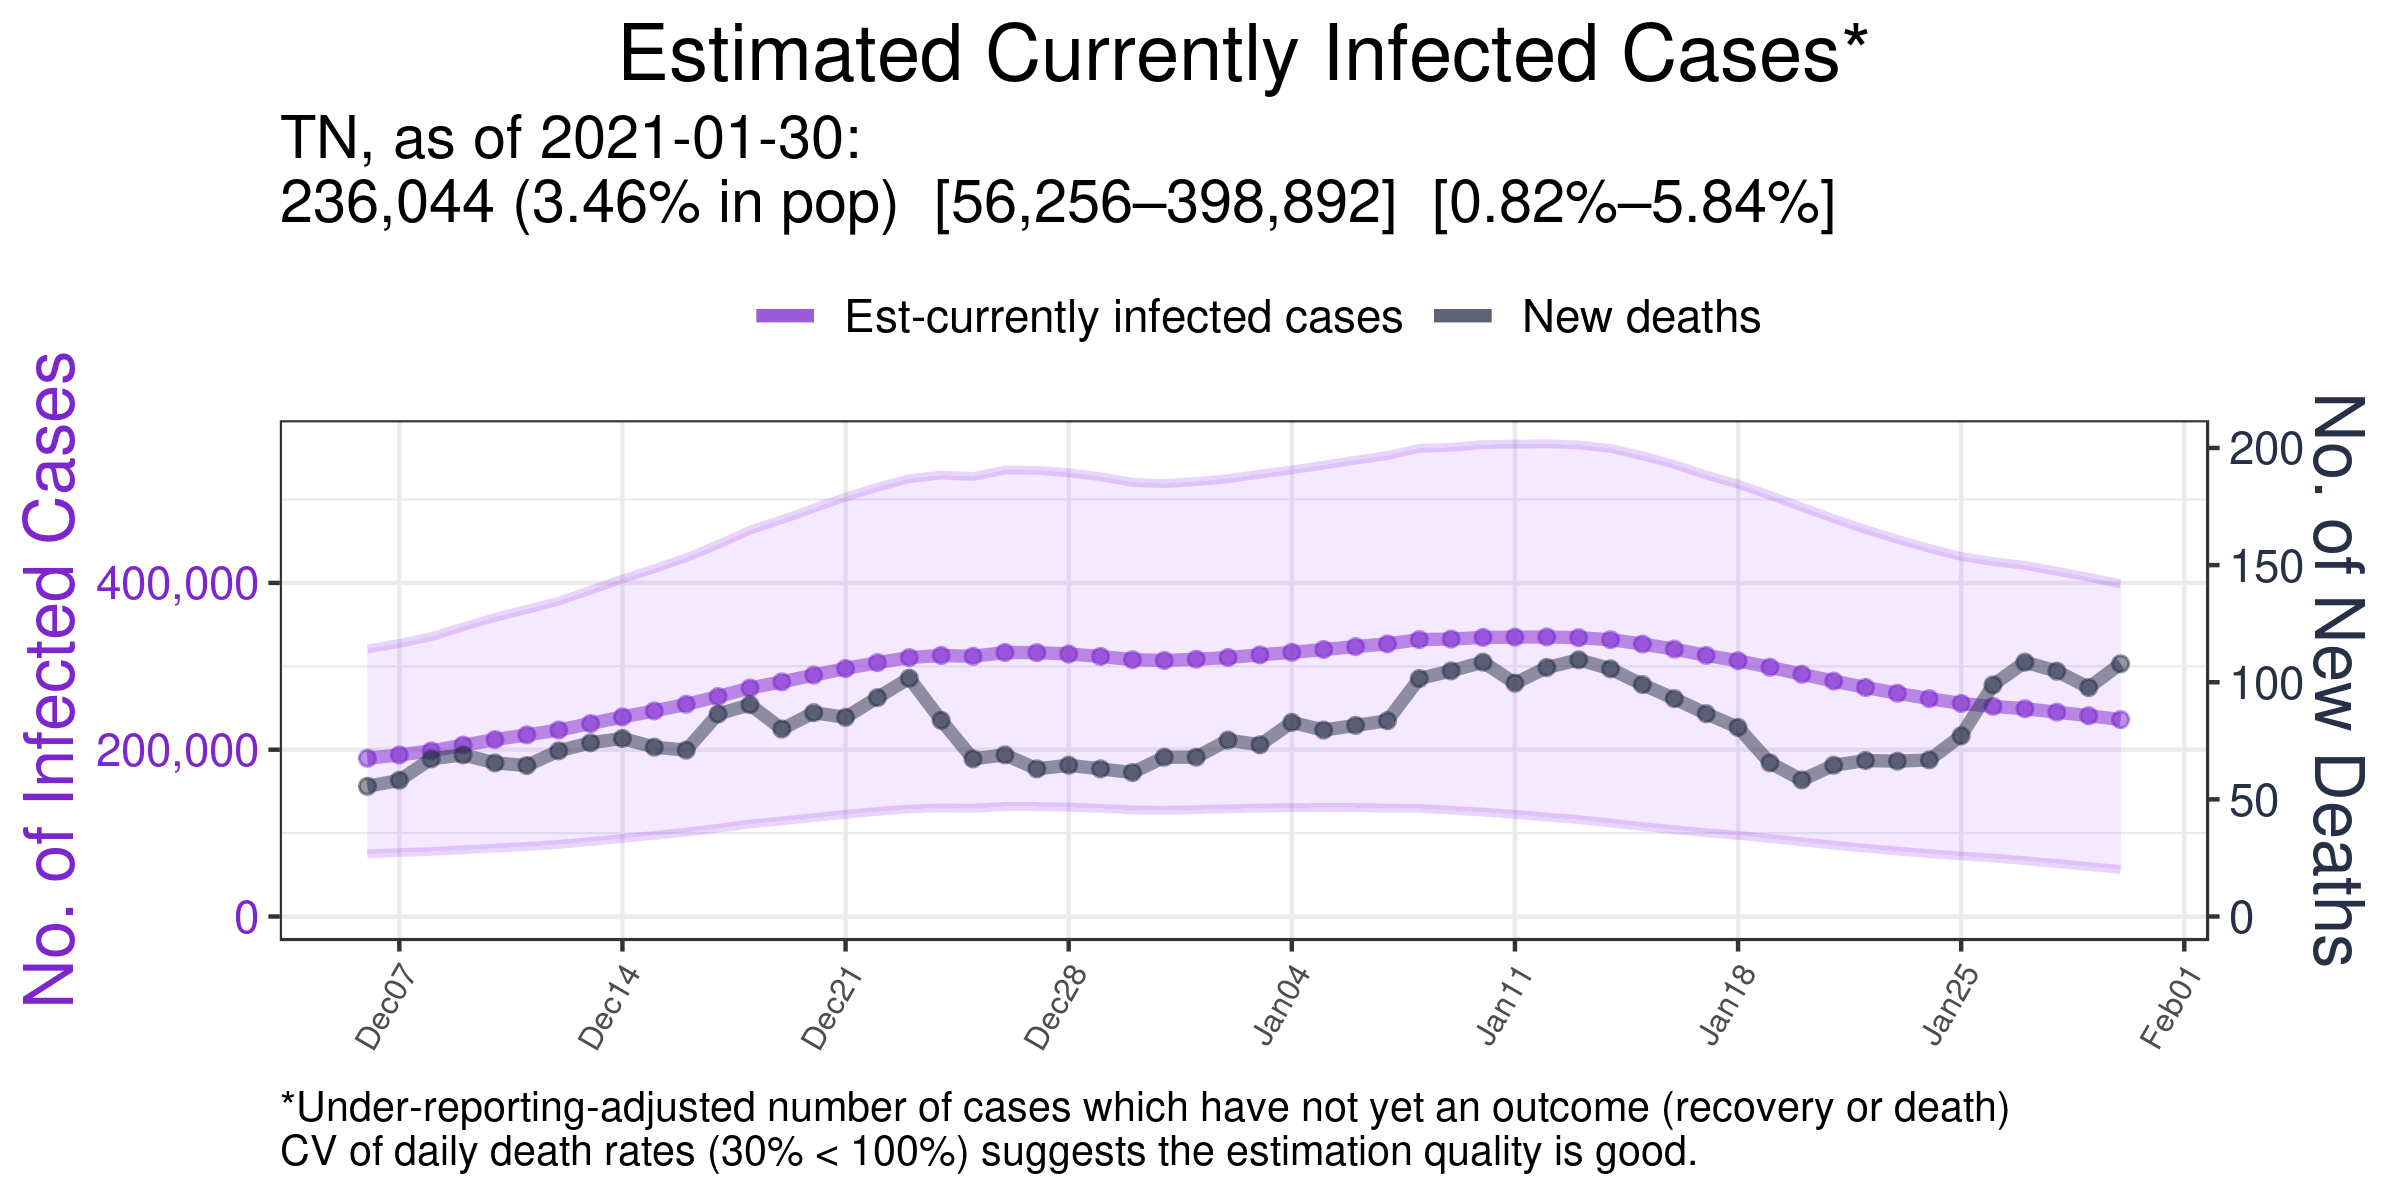 Estimated Currently Infected Cases*
TN, as of 2021-01-30:
236,044 (3.46% in pop)  [56,256–398,892]  [0.82%–5.84%]
Est-currently infected cases
New deaths
No. of Infected Cases
400,000
200,000
0
200
150
100
50
0
No. of New Deaths
Dec07
Dec14
Dec21
Dec28
Jan04
Jan11
Jan18
Jan25
Feb01
*Under-reporting-adjusted number of cases which have not yet an outcome (recovery or death)
CV of daily death rates (30% < 100%) suggests the estimation quality is good.